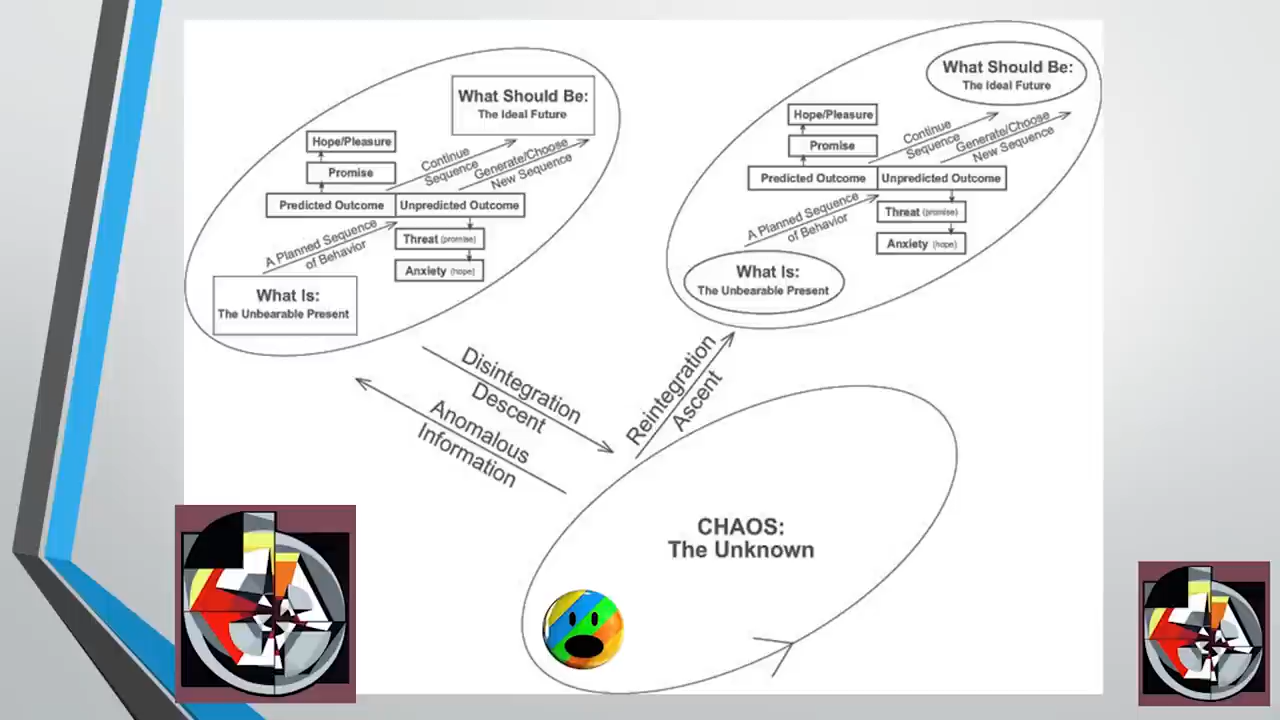 What Should Be:
The Ideal Future
Hope/Pleasure
Promise
Continue
Sequence
Generate/Choose
New Sequence
Predicted Outcome
Unpredicted Outcome
A Planned Sequence
of Behavior
Threat (promise)
Anxiety (hope)
What Is:
The Unbearable Present
What Should Be:
The Ideal Future
Hope/Pleasure
Promise
Continue
Sequence
Generate/Choose
New Sequence
Predicted Outcome
Unpredicted Outcome
A Planned Sequence
of Behavior
Threat (promise)
Anxiety (hope)
What Is:
The Unbearable Present
Disintegration
Descent
Anomalous
Information
Reintegration
Ascent
CHAOS:
The Unknown